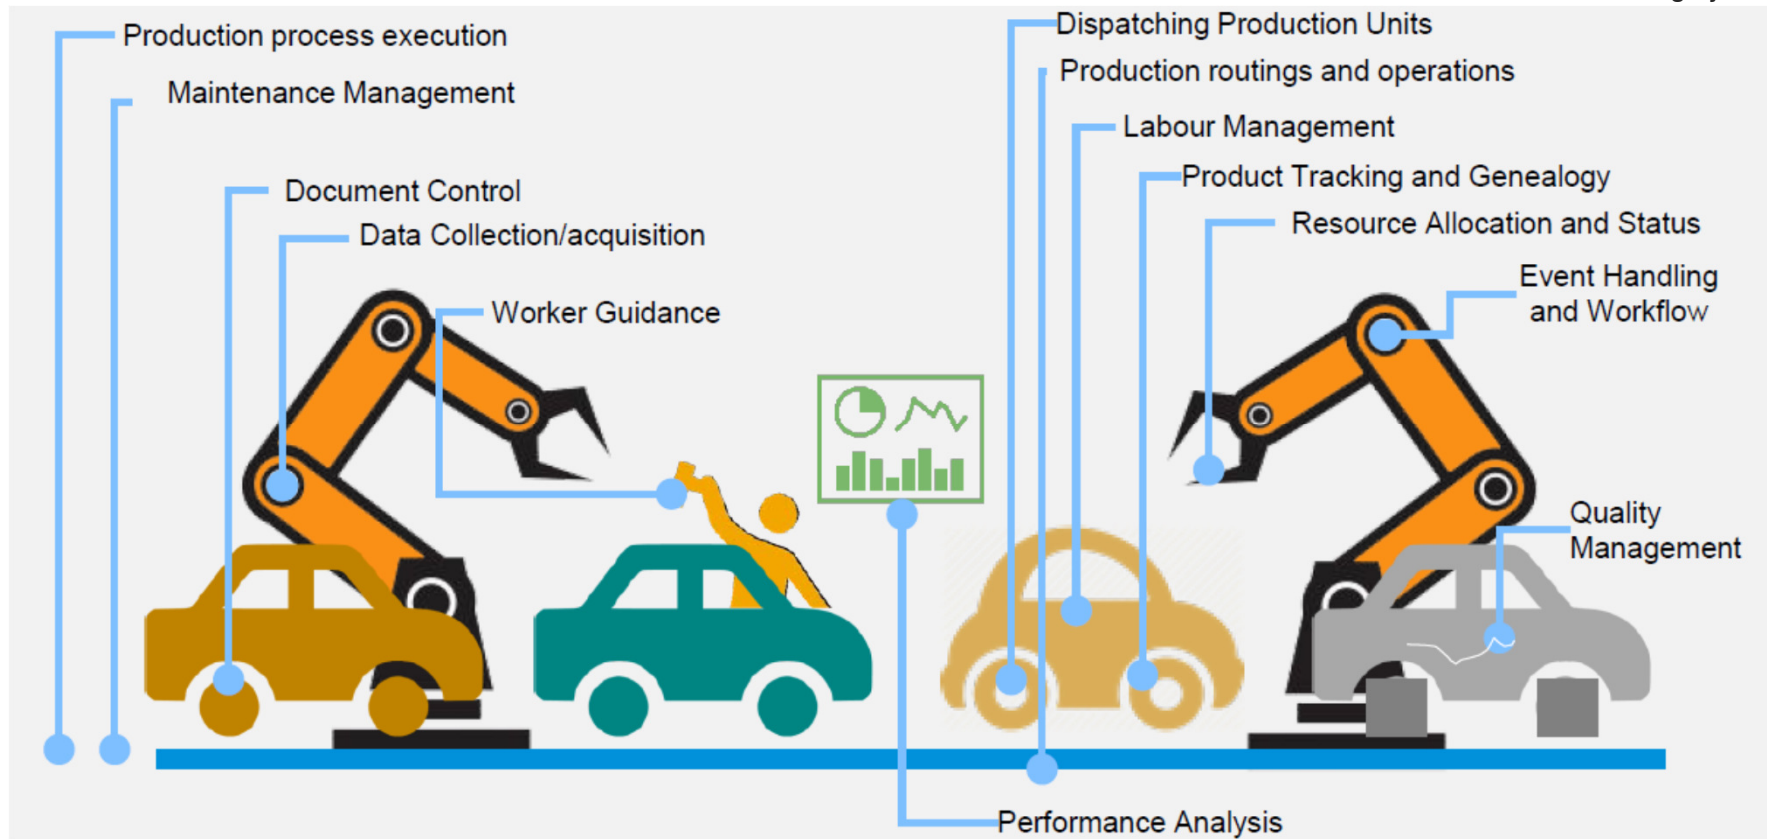 Production process execution
Maintenance Management
Document Control
Data Collection/acquisition
Worker Guidance
Dispatching Production Units
Production routings and operations
Labour Management
Product Tracking and Genealogy
Resource Allocation and Status
Event Handling
and Workflow
Quality
Management
Performance Analysis